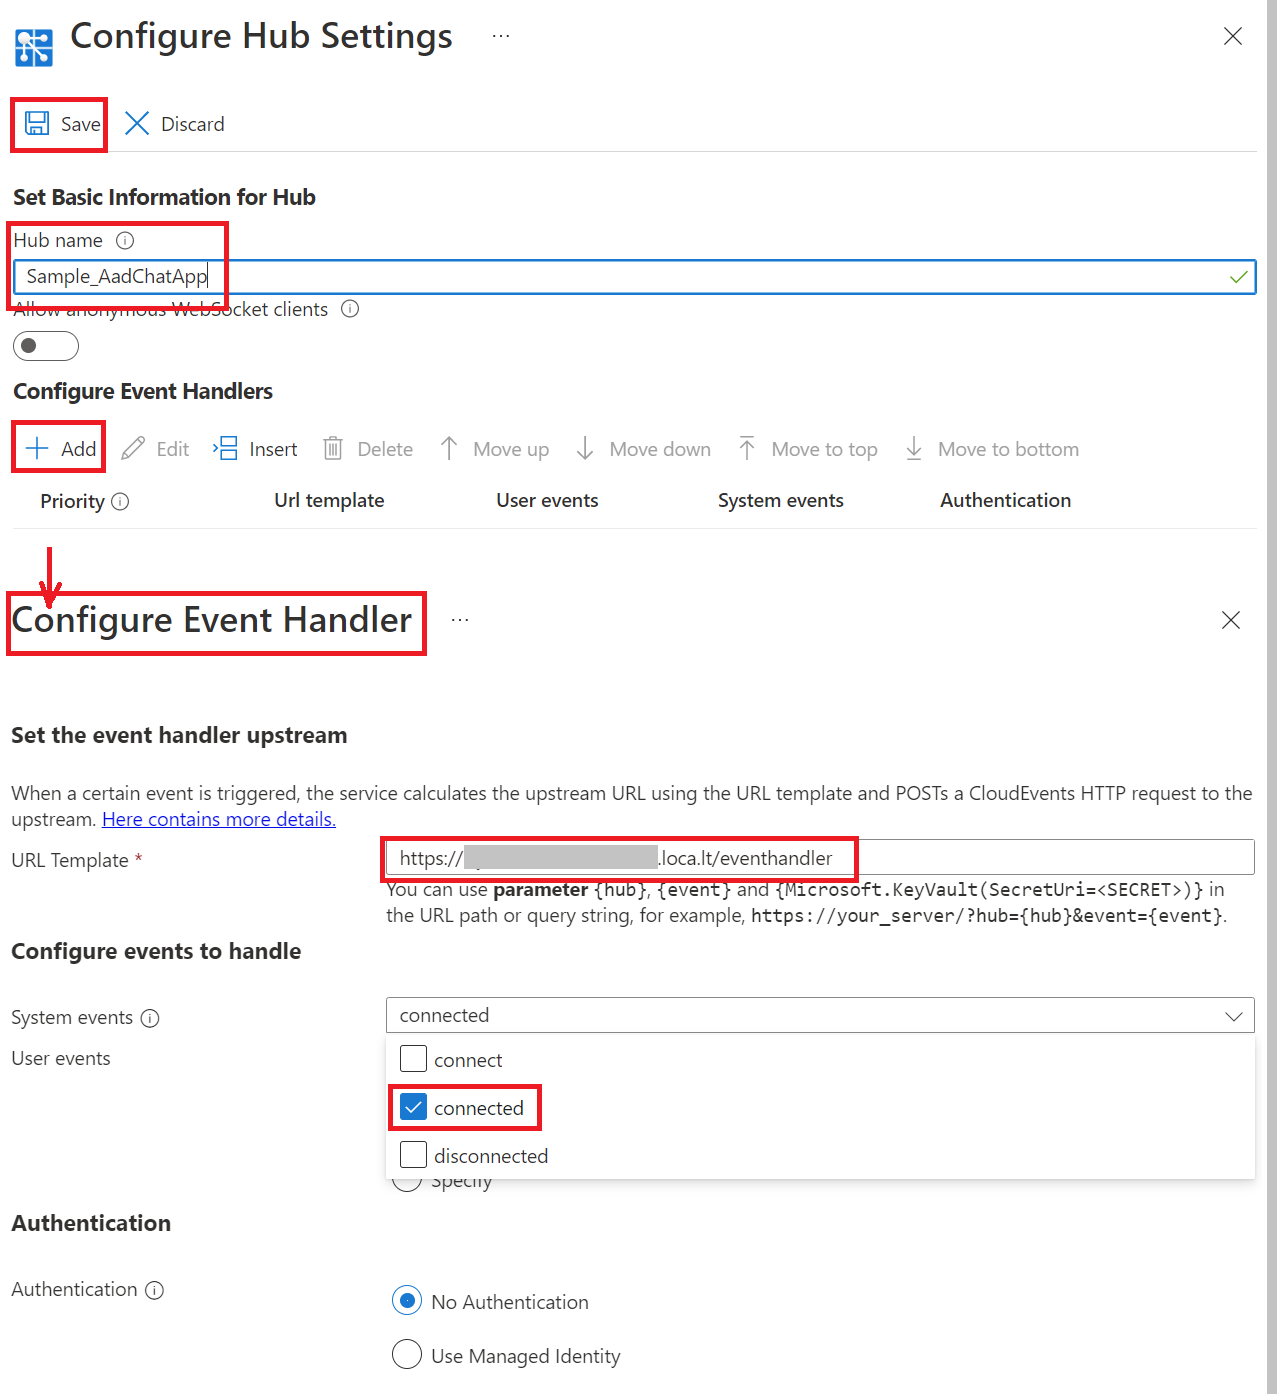 Configure Hub Settings ...
Save Discard
Set Basic Information for Hub
Hub name
Sample_AadChatApp
Allow anonymous WebSocket clients
Configure Event Handlers
Add Edit Insert Delete Move up Move down Move to top Move to bottom
Priority Url template User events System events Authentication
Configure Event Handler ...
Set the event handler upstream
When a certain event is triggered, the service calculates the upstream URL using the URL template and POSTs a CloudEvents HTTP request to the
upstream. Here contains more details.
URL Template * https:// .loca.lt/eventhandler
You can use parameter {hub}, {event} and {Microsoft.KeyVault(SecretUri=<SECRET>)} in
the URL path or query string, for example, https://your_server/?hub={hub}&event={event}.
Configure events to handle
System events connected
User events connect
connected
disconnected
Specify
Authentication
Authentication No Authentication
Use Managed Identity